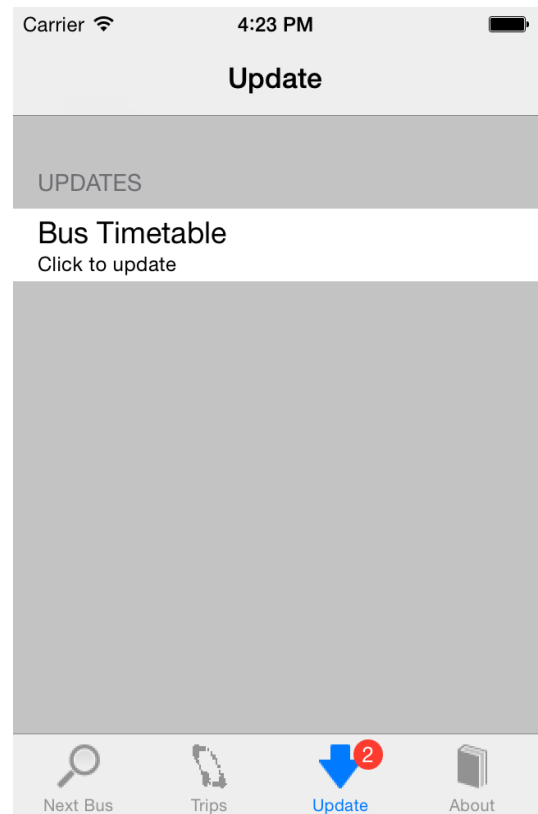 Carrier 4:23 PM
Update
UPDATES
Bus Timetable
Click to update
2
Next Bus Trips Update About